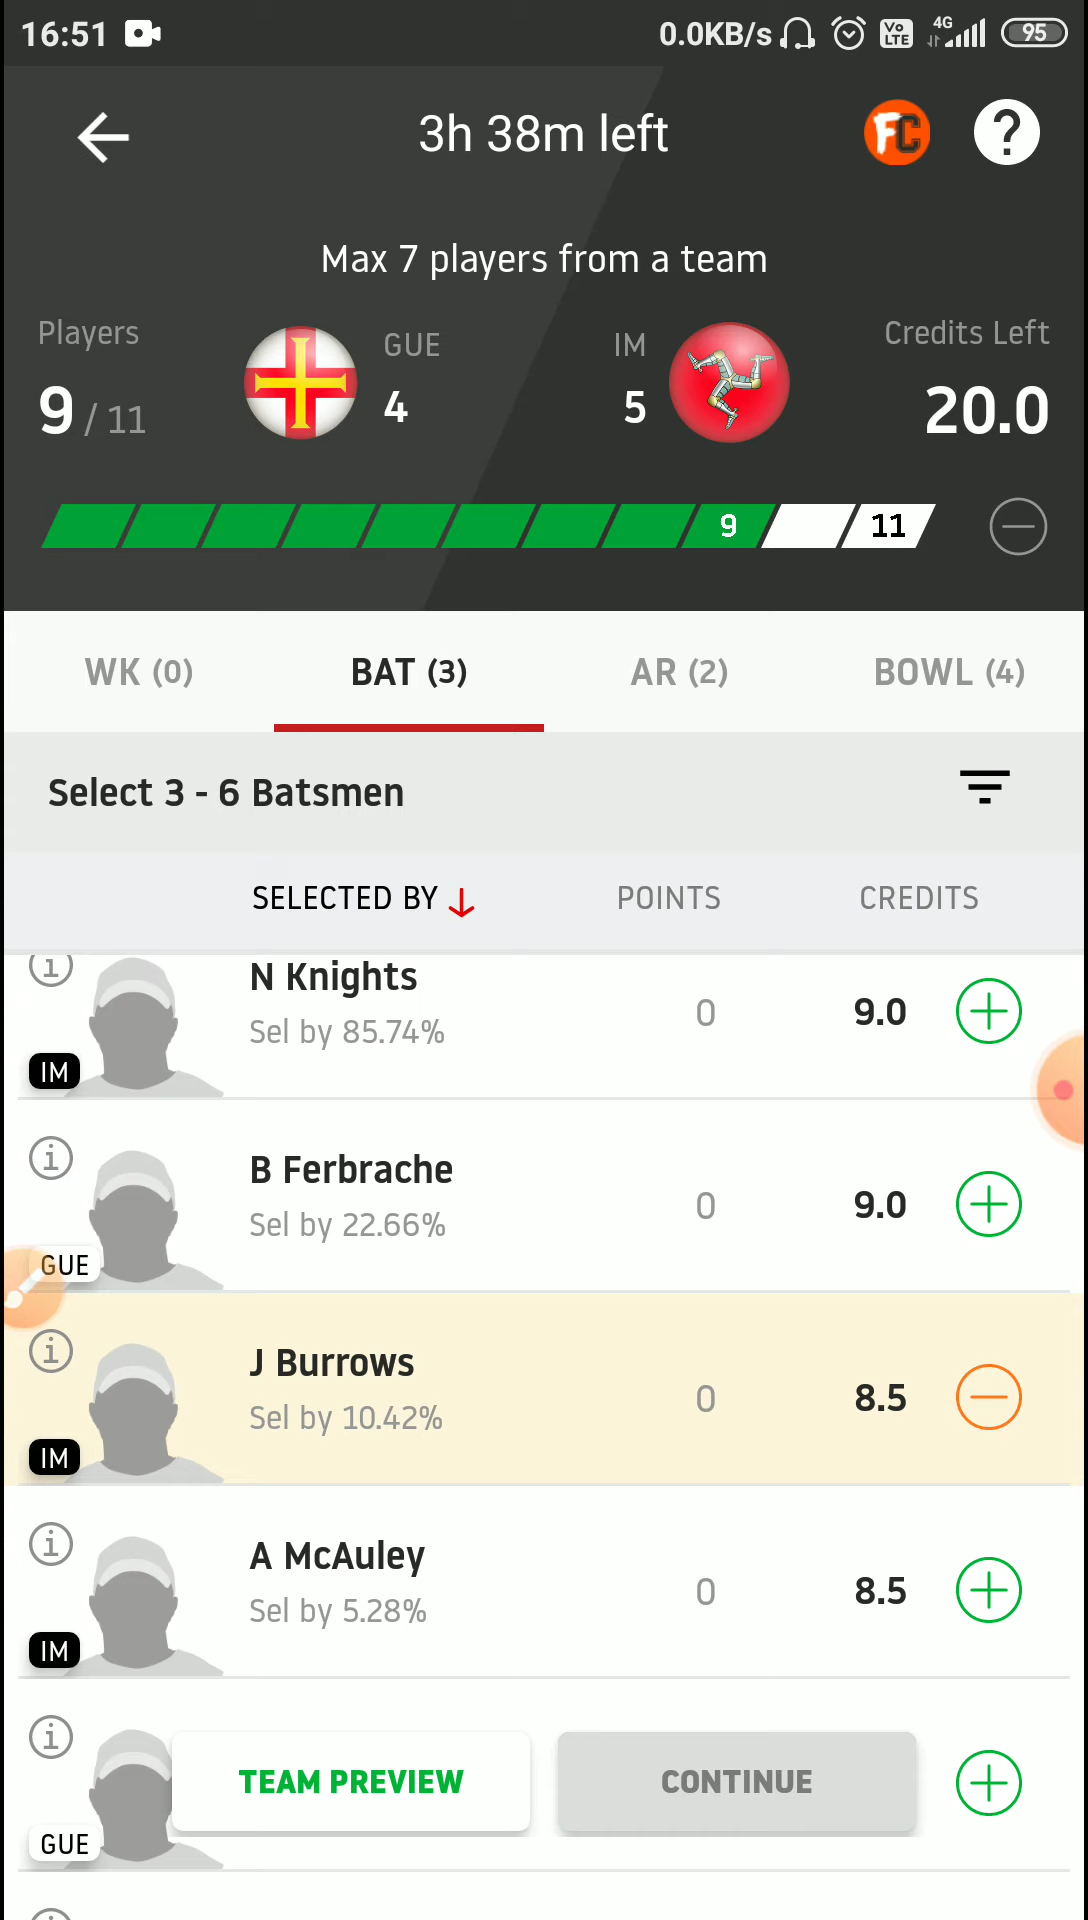 16:51
0.0KB/s
Vo
LTE
4G
95
3h 38m left
FC
?
Max 7 players from a team
Players
GUE
IM
Credits Left
9 / 11
4
5
20.0
9
11
WK (0)
BAT (3)
AR (2)
BOWL (4)
Select 3 - 6 Batsmen
SELECTED BY
POINTS
CREDITS
i
N Knights
Sel by 85.74%
0
9.0
IM
i
B Ferbrache
Sel by 22.66%
0
9.0
GUE
i
J Burrows
Sel by 10.42%
0
8.5
IM
i
A McAuley
Sel by 5.28%
0
8.5
IM
i
TEAM PREVIEW
CONTINUE
GUE